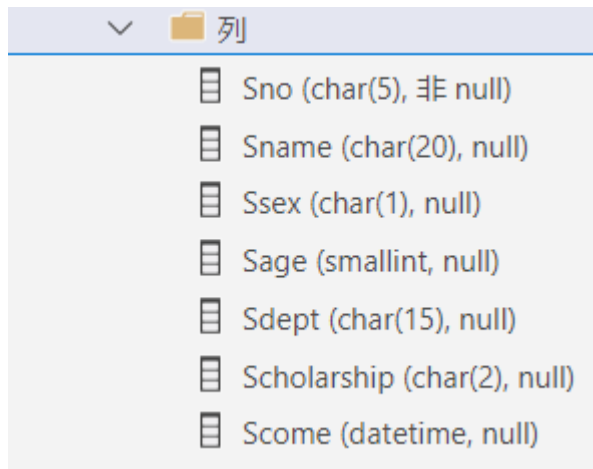 列
Sno (char(5), 非 null)
Sname (char(20), null)
Ssex (char(1), null)
Sage (smallint, null)
Sdept (char(15), null)
Scholarship (char(2), null)
Scome (datetime, null)